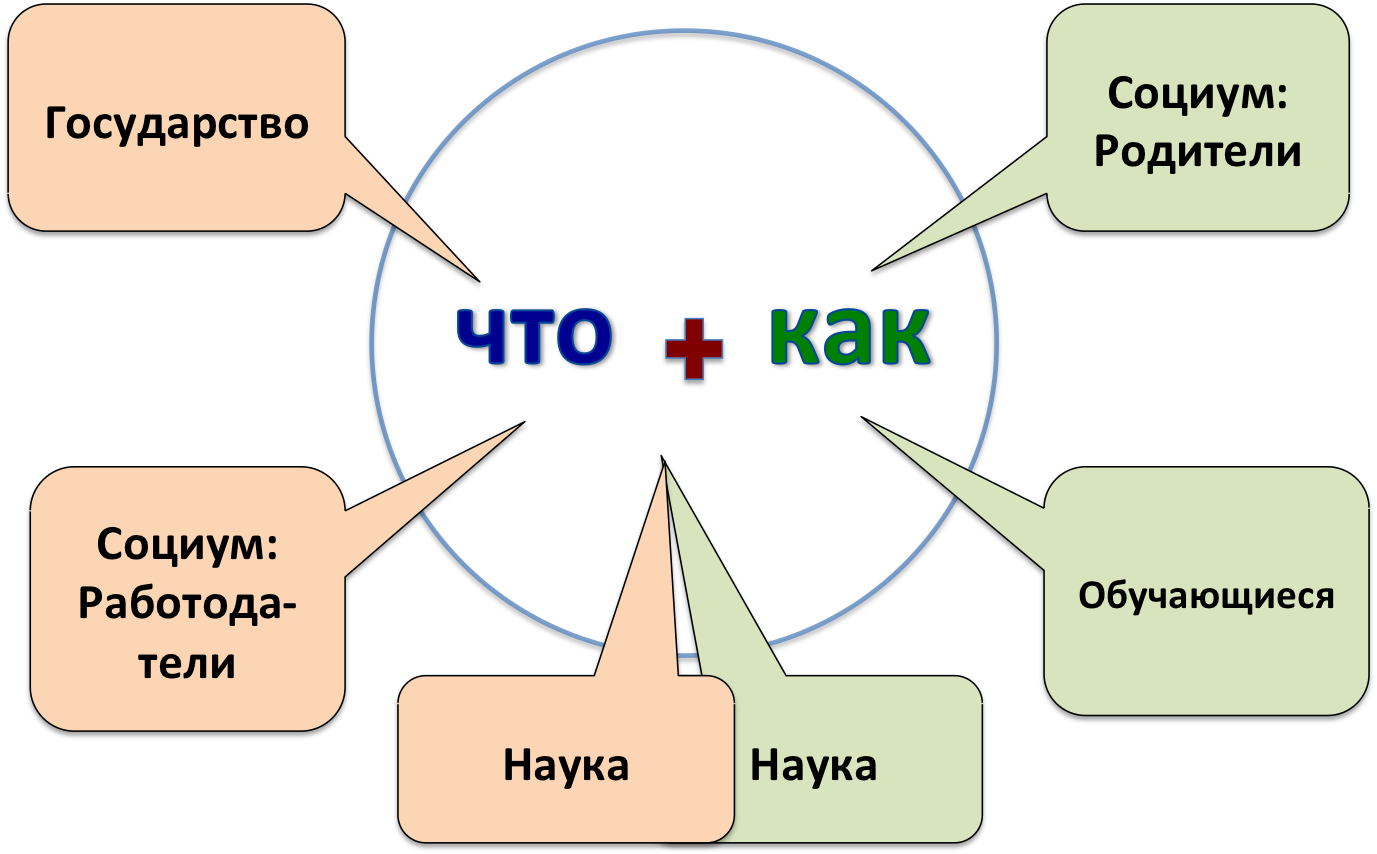 Государство
Социум:
Родители
что + как
Социум:
Работода-
тели
Обучающиеся
Наука
Наука